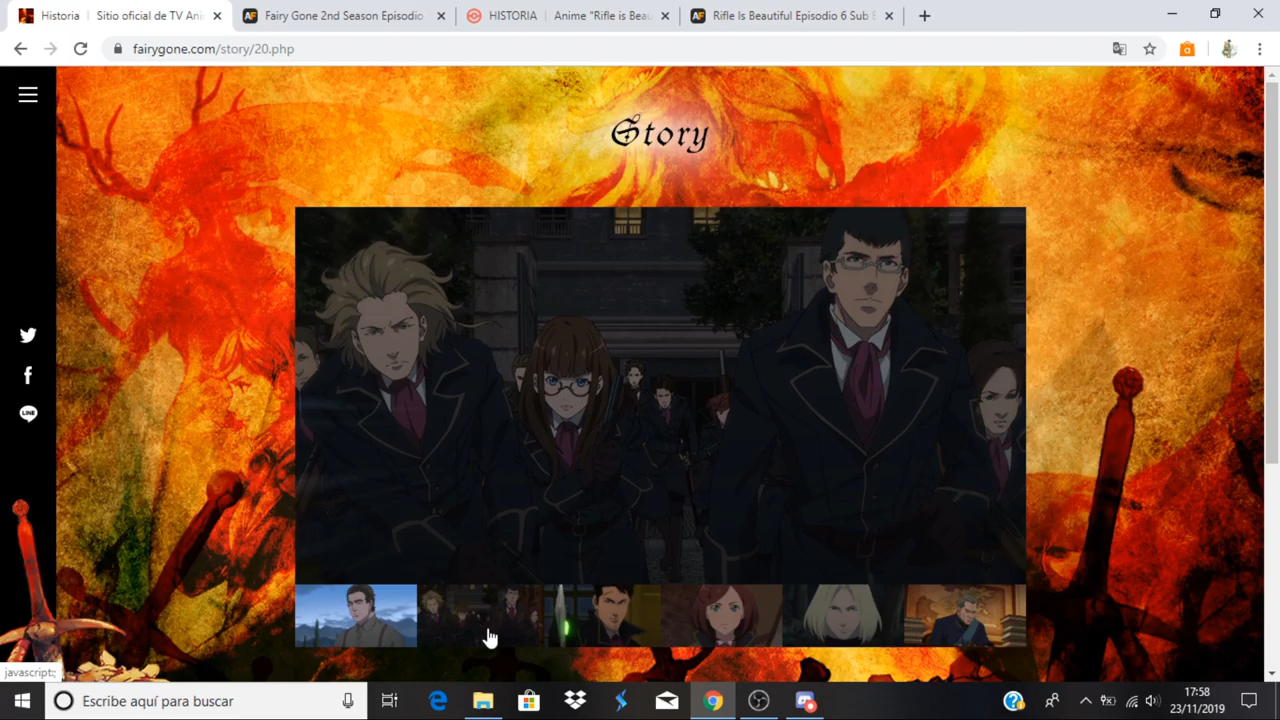 Historia | Sitio oficial de TV Ani
Fairy Gone 2nd Season Episodio
HISTORIA | Anime "Rifle is Beau
Rifle Is Beautiful Episodio 6 Sub E
fairygone.com/story/20.php
Story
LINE
javascript:;
Escribe aquí para buscar
17:58
23/11/2019